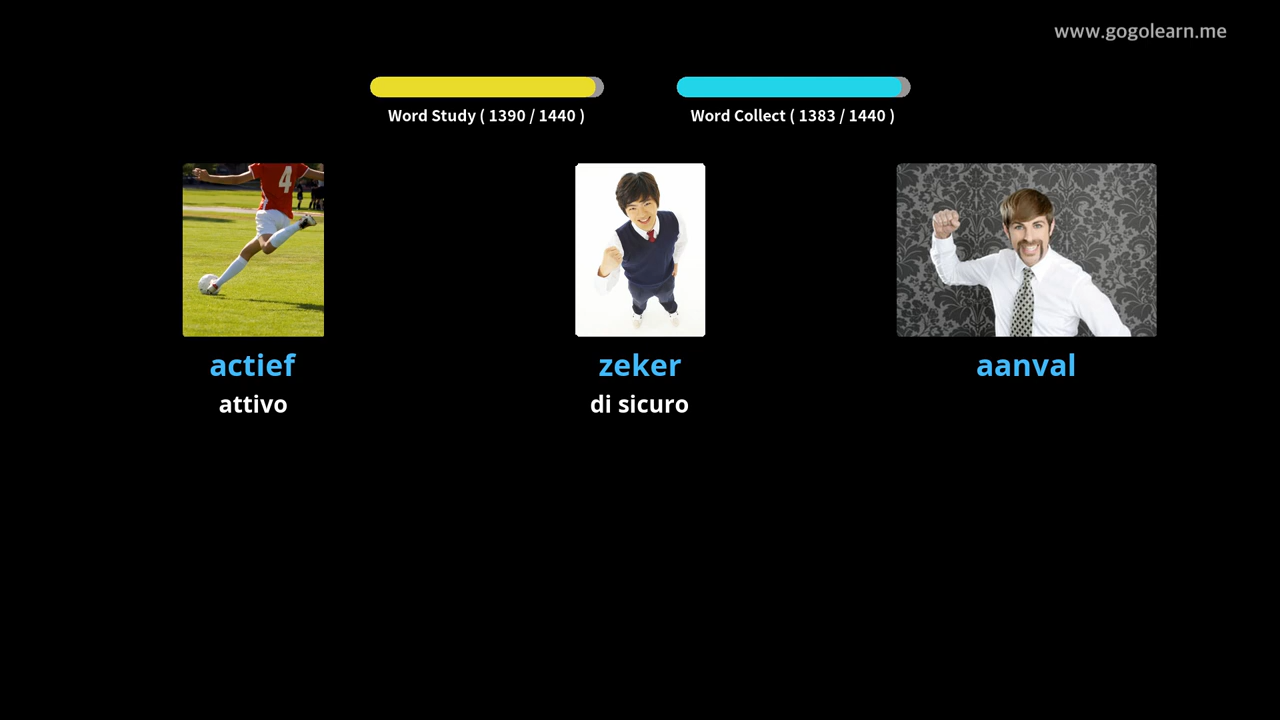 www.gogolearn.me
Word Study ( 1390 / 1440 )
Word Collect ( 1383 / 1440 )
4
actief
zeker
aanval
attivo
di sicuro